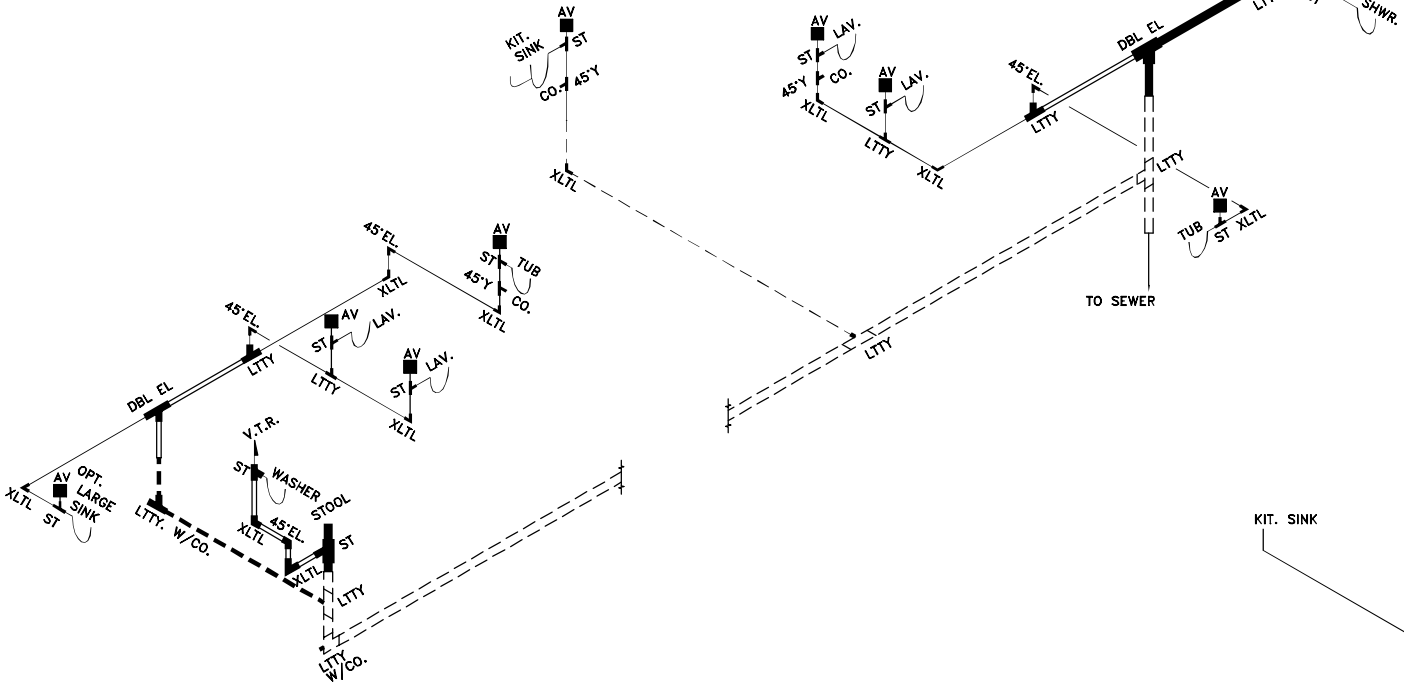 AV
KIT.
SINK
ST
CO.
45°Y
XLTL
AV
LAV.
ST
45°Y
CO.
XLTL
AV
LAV.
ST
LTTY
XLTL
45°EL.
LTTY
DBL EL
SHWR.
LTTY
AV
TUB
ST
XLTL
TO SEWER
LTTY
45°EL.
XLTL
AV
ST
TUB
45°Y
CO.
XLTL
45°EL.
LTTY
AV
LAV.
ST
LTTY
AV
LAV.
ST
XLTL
DBL EL
V.T.R.
ST
WASHER
XLTL
45°EL.
STOOL
ST
XLTL
LTTY
OPT.
LARGE
SINK
AV
XLTL
ST
LTTY.
W/CO.
LTTY
W/CO.
KIT. SINK